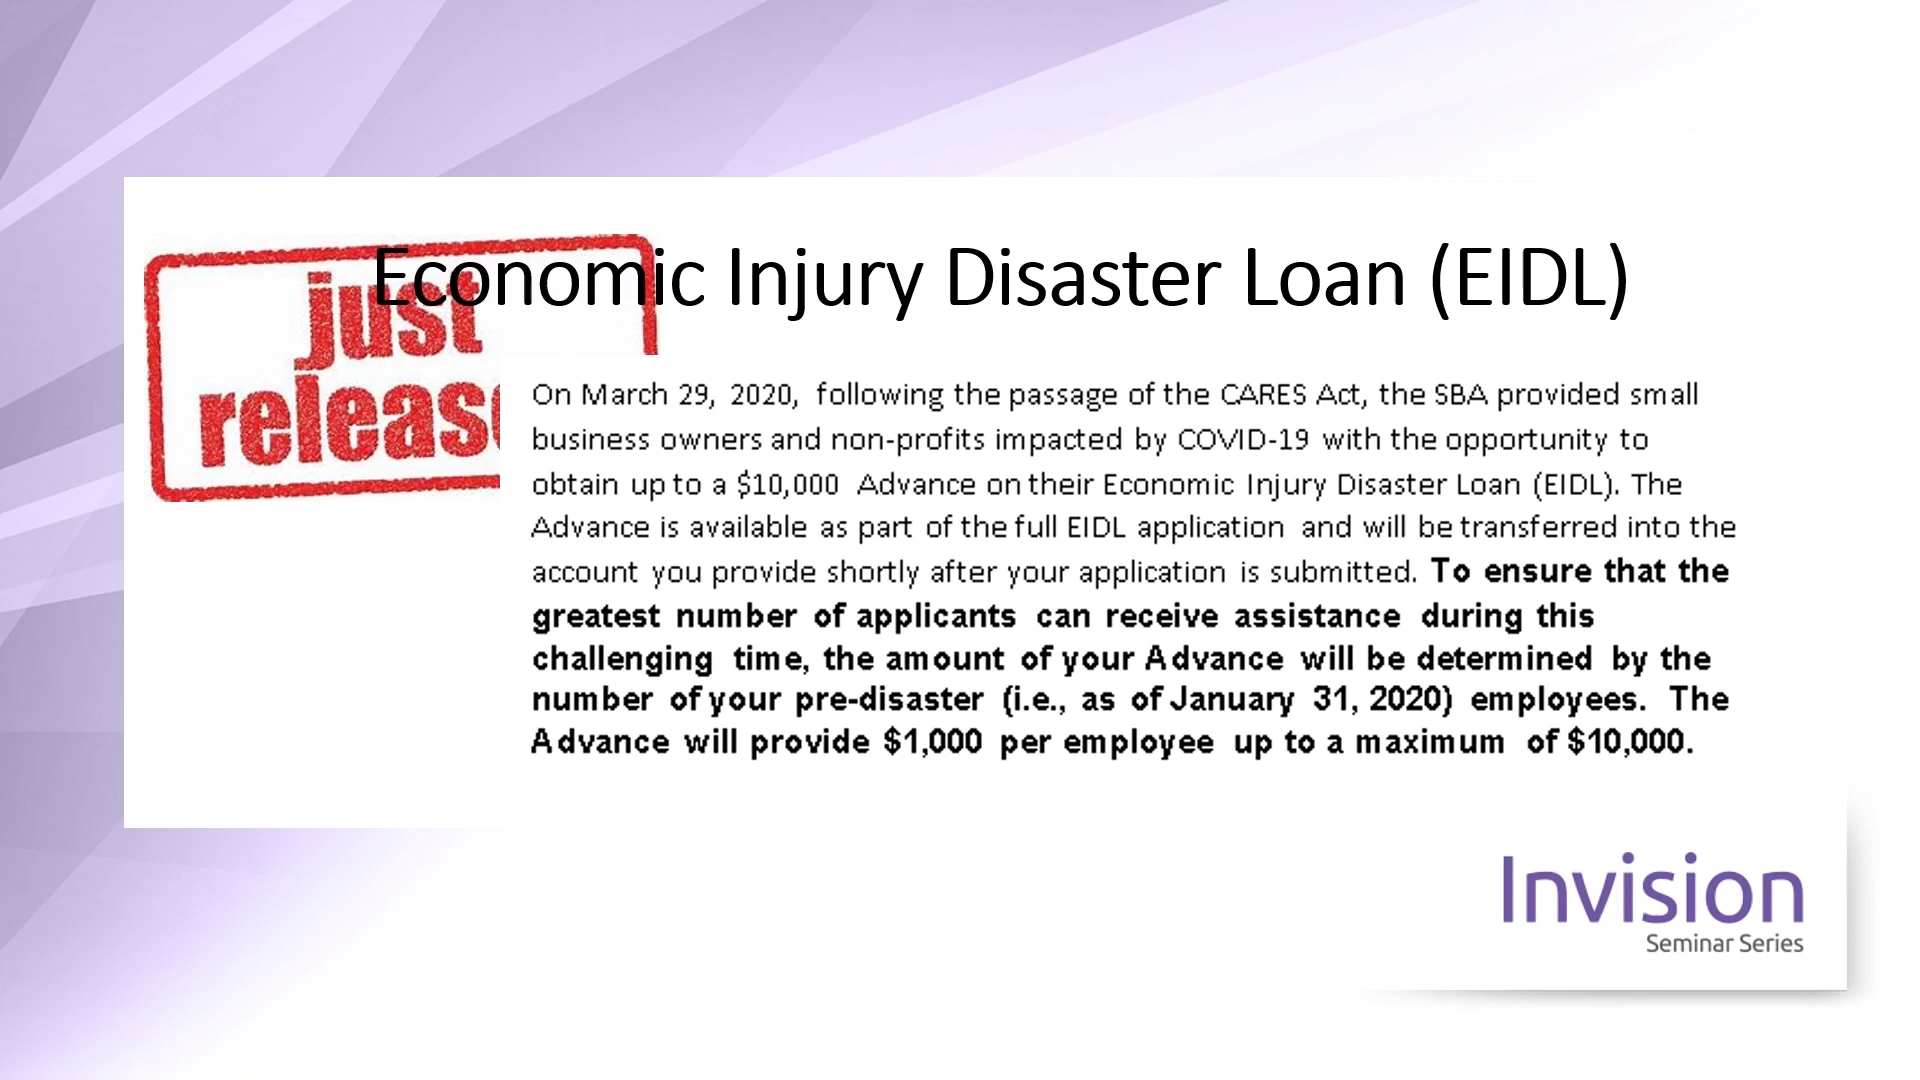 just
releas
Economic Injury Disaster Loan (EIDL)
On March 29, 2020, following the passage of the CARES Act, the SBA provided small
business owners and non-profits impacted by COVID-19 with the opportunity to
obtain up to a $10,000 Advance on their Economic Injury Disaster Loan (EIDL). The
Advance is available as part of the full EIDL application and will be transferred into the
account you provide shortly after your application is submitted. To ensure that the
greatest number of applicants can receive assistance during this
challenging time, the amount of your Advance will be determined by the
number of your pre-disaster (i.e., as of January 31, 2020) employees. The
Advance will provide $1,000 per employee up to a maximum of $10,000.
Invision
Seminar Series